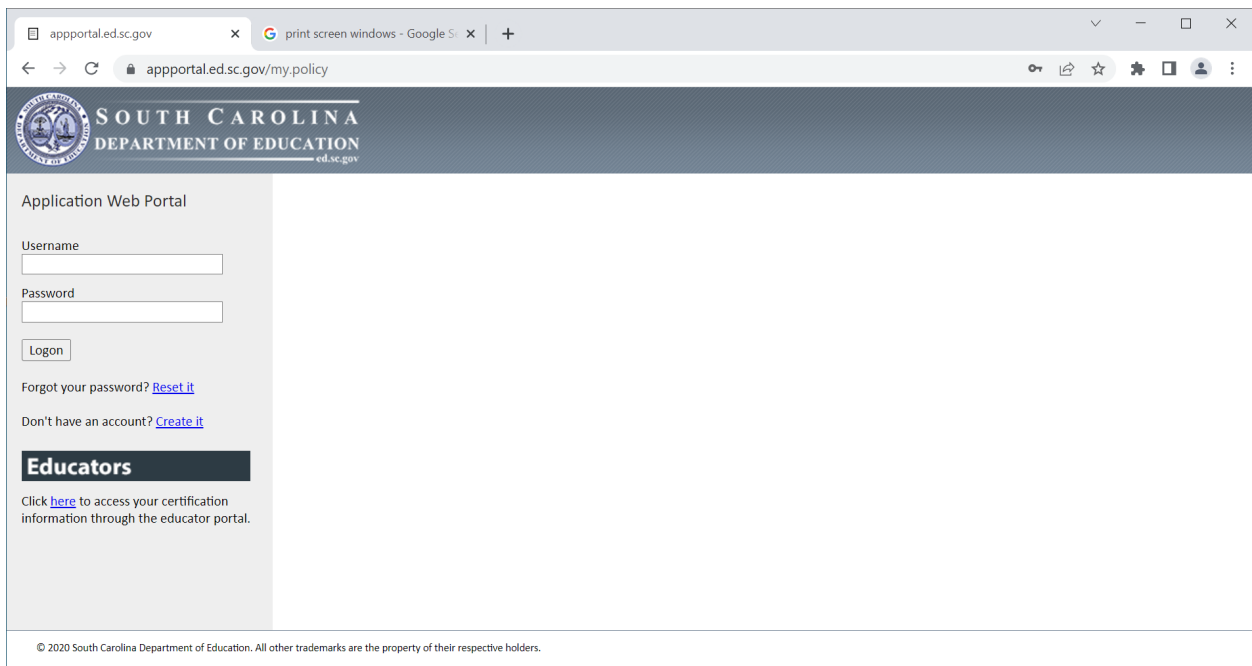 appportal.ed.sc.gov
print screen windows - Google S
appportal.ed.sc.gov/my.policy
SOUTH CAROLINA
DEPARTMENT OF EDUCATION
ed.sc.gov
Application Web Portal
Username
Password
Logon
Forgot your password? Reset it
Don't have an account? Create it
Educators
Click here to access your certification
information through the educator portal.
© 2020 South Carolina Department of Education. All other trademarks are the property of their respective holders.